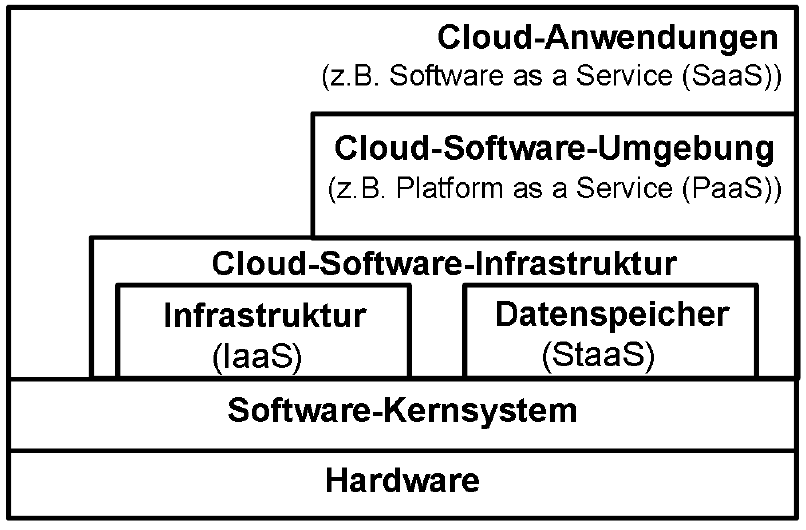 Cloud-Anwendungen
(z.B. Software as a Service (SaaS))
Cloud-Software-Umgebung
(z.B. Platform as a Service (PaaS))
Cloud-Software-Infrastruktur
Infrastruktur
(IaaS)
Datenspeicher
(StaaS)
Software-Kernsystem
Hardware